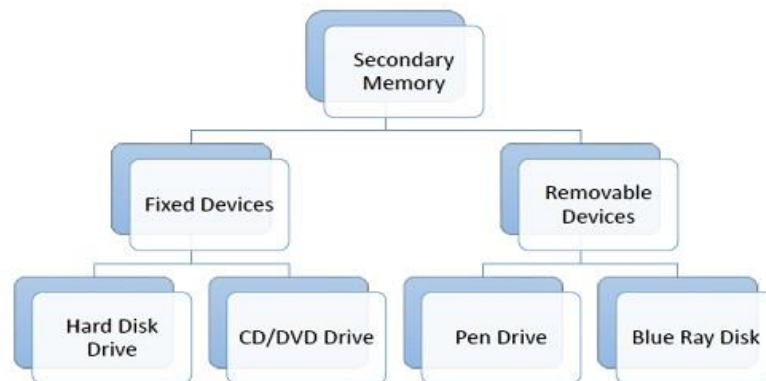 Secondary
Memory
Fixed Devices
Removable
Devices
Hard Disk
Drive
CD/DVD Drive
Pen Drive
Blue Ray Disk